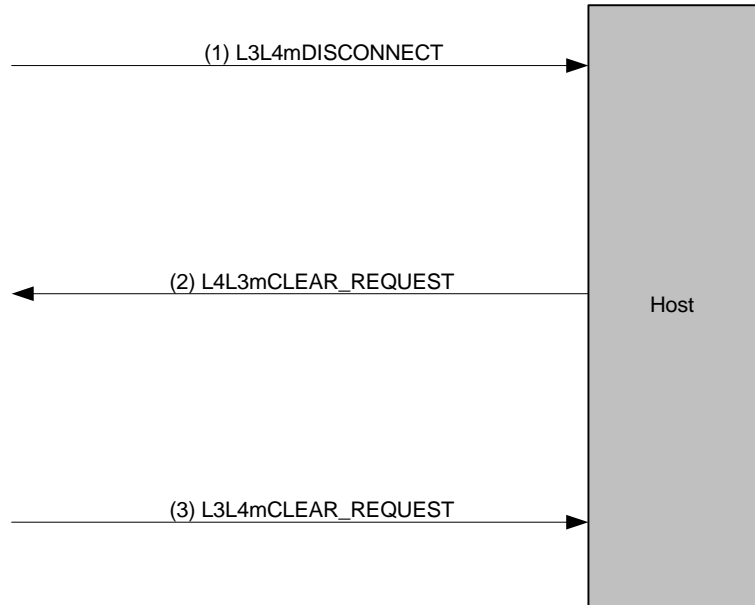 (1) L3L4mDISCONNECT
(2) L4L3mCLEAR_REQUEST
Host
(3) L3L4mCLEAR_REQUEST